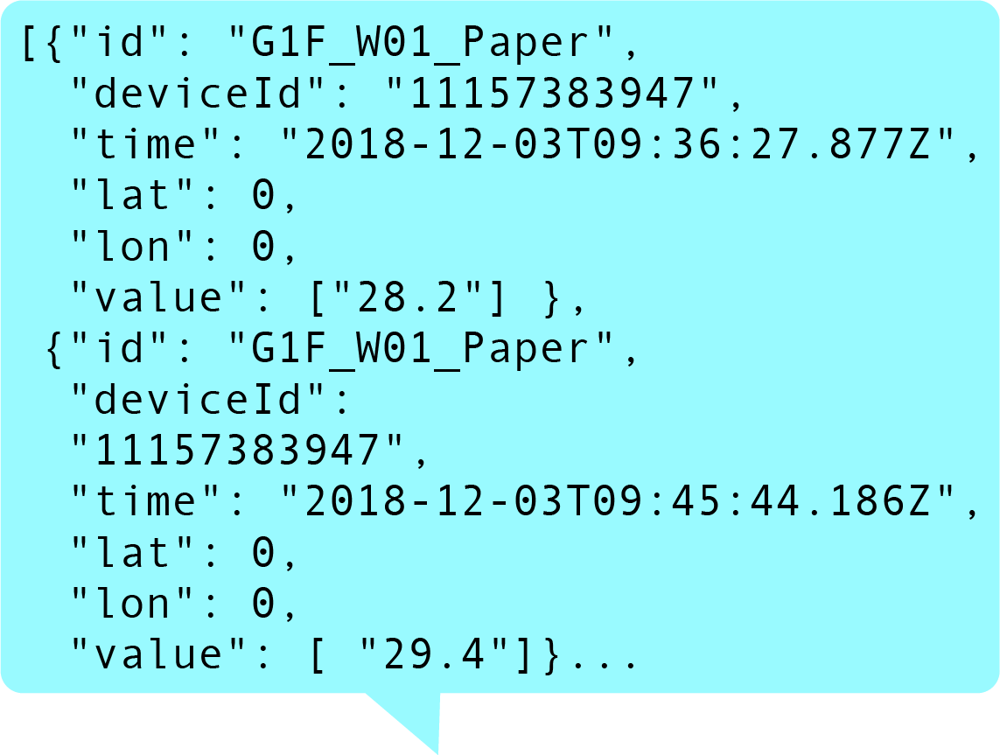 [{"id": "G1F_W01_Paper",
"deviceId": "11157383947",
"time": "2018-12-03T09:36:27.877Z",
"lat": 0,
"lon": 0,
"value": ["28.2"] },
{"id": "G1F_W01_Paper",
"deviceId":
"11157383947",
"time": "2018-12-03T09:45:44.186Z",
"lat": 0,
"lon": 0,
"value": [ "29.4"]}...